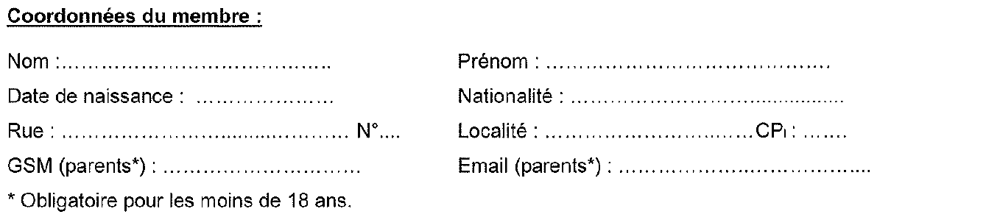 Coordonnées du membre :
Nom :…………………………………. Prénom : …………………………………….
Date de naissance : ………………… Nationalité : ……………………….................
Rue : ……………………...……………. N°.... Localité : ……………………….……CPı : …….
GSM (parents*) : ………………………… Email (parents*) : ………………..……………....
* Obligatoire pour les moins de 18 ans.